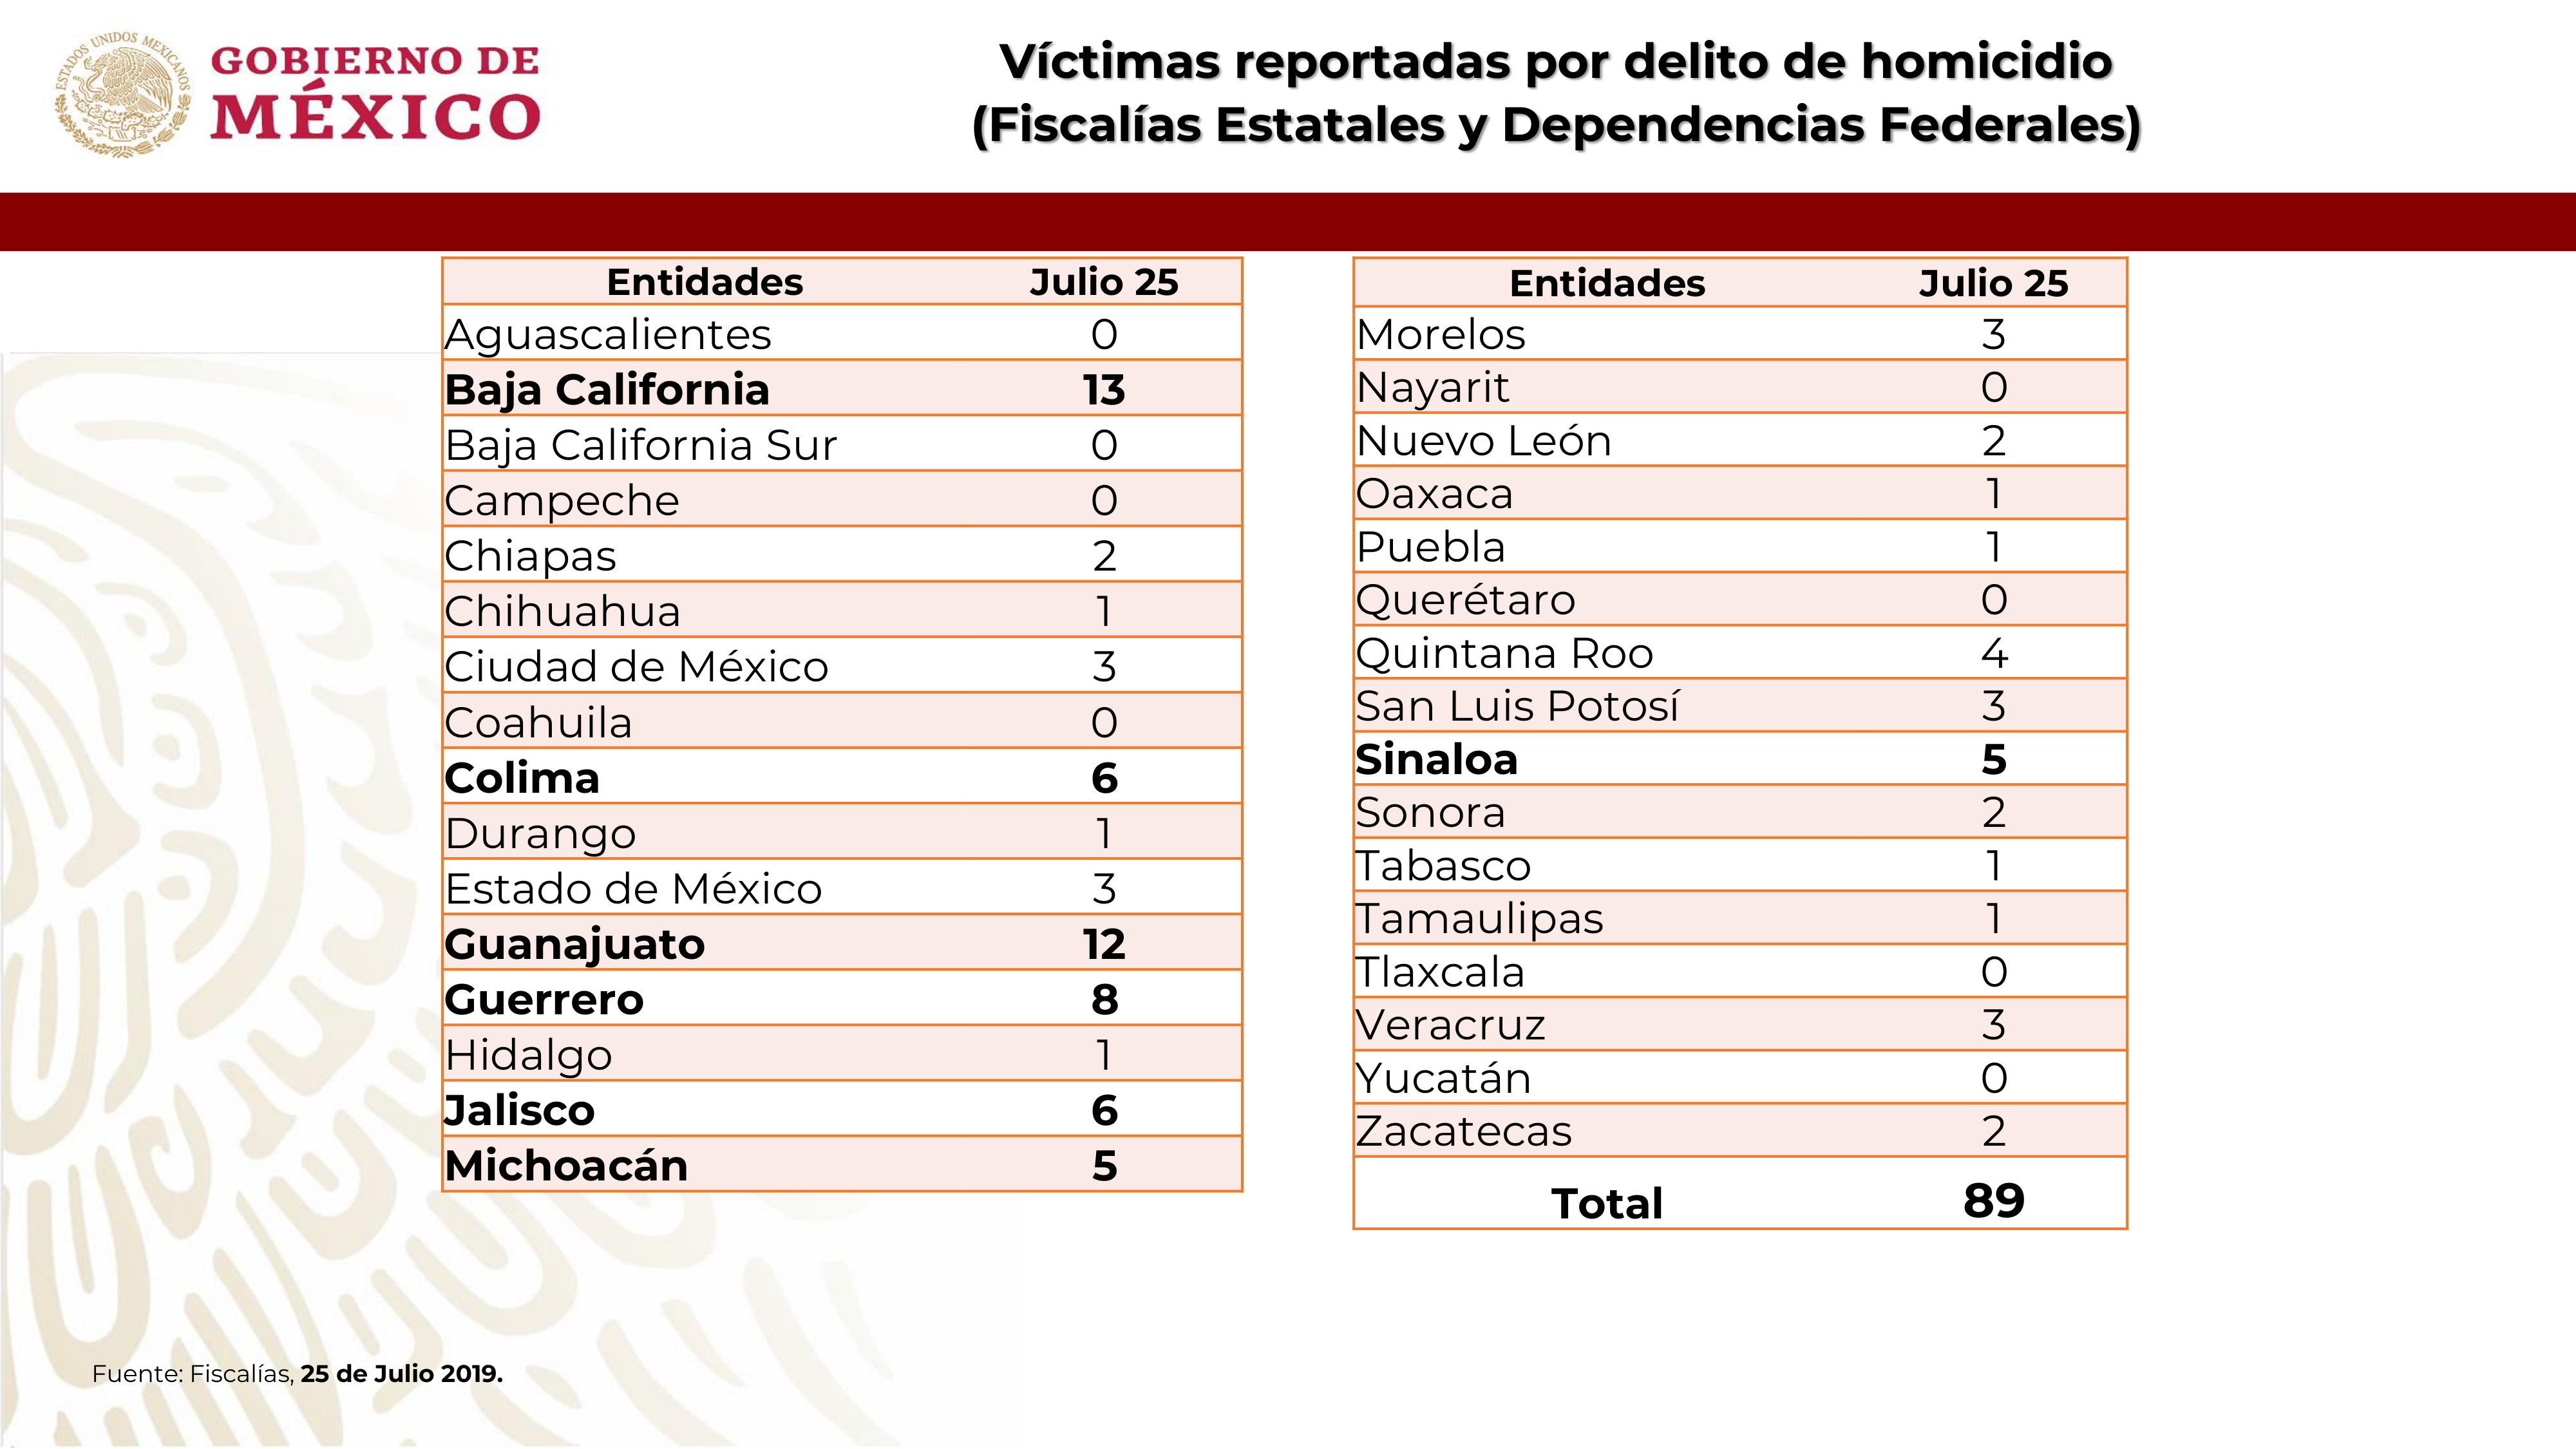 ESTADOS UNIDOS MEXICANOS
GOBIERNO DE
MÉXICO
Víctimas reportadas por delito de homicidio
(Fiscalías Estatales y Dependencias Federales)
Entidades Julio 25
Aguascalientes 0
Baja California 13
Baja California Sur 0
Campeche 0
Chiapas 2
Chihuahua 1
Ciudad de México 3
Coahuila 0
Colima 6
Durango 1
Estado de México 3
Guanajuato 12
Guerrero 8
Hidalgo 1
Jalisco 6
Michoacán 5
Entidades Julio 25
Morelos 3
Nayarit 0
Nuevo León 2
Oaxaca 1
Puebla 1
Querétaro 0
Quintana Roo 4
San Luis Potosí 3
Sinaloa 5
Sonora 2
Tabasco 1
Tamaulipas 1
Tlaxcala 0
Veracruz 3
Yucatán 0
Zacatecas 2
Total 89
Fuente: Fiscalías, 25 de Julio 2019.